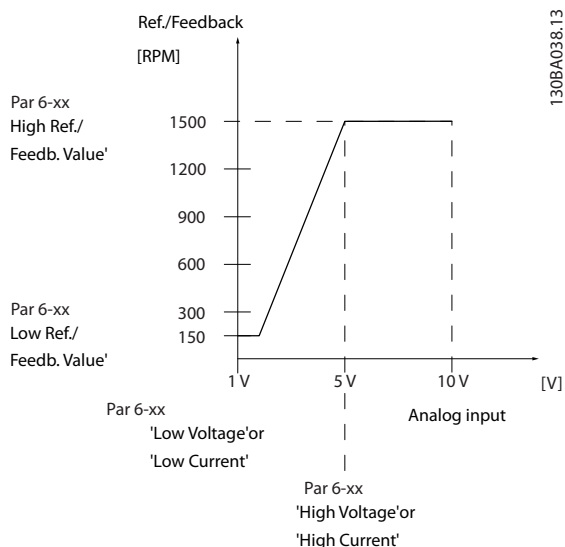 Ref./Feedback
[RPM]
130BA038.13
Par 6-xx
High Ref./
Feedb. Value'
1500
1200
900
600
300
150
Par 6-xx
Low Ref./
Feedb. Value'
1 V
5 V
10 V
[V]
Analog input
Par 6-xx
'Low Voltage'or
'Low Current'
Par 6-xx
'High Voltage'or
'High Current'